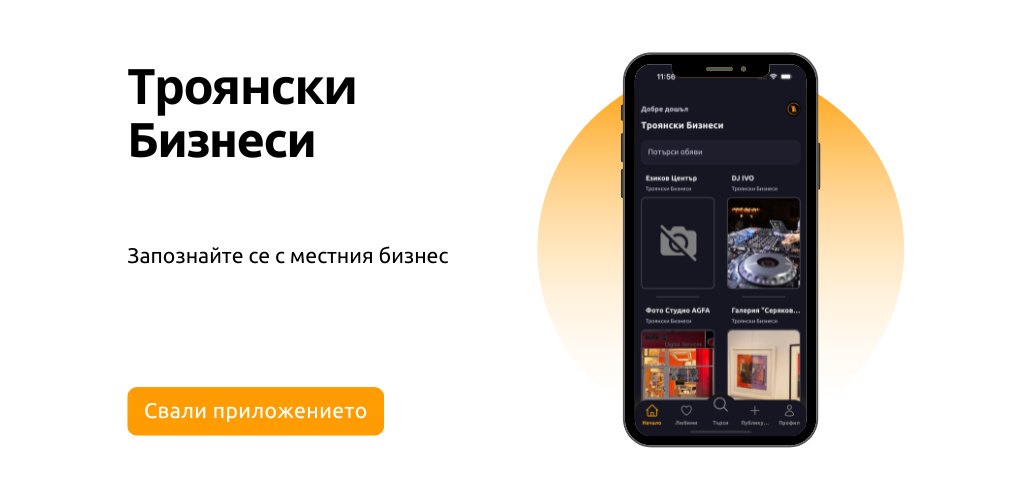 Троянски
Бизнеси
Запознайте се с местния бизнес
Свали приложението
11:56
Добре дошъл
Троянски Бизнеси
Потърси обяви
Езиков Център
DJ IVO
Троянски Бизнеси
Троянски Бизнеси
Фото Студио AGFA
Галерия "Серяков...
Троянски Бизнеси
Троянски Бизнеси
Начало
Любими
Търси
Публику...
Профил